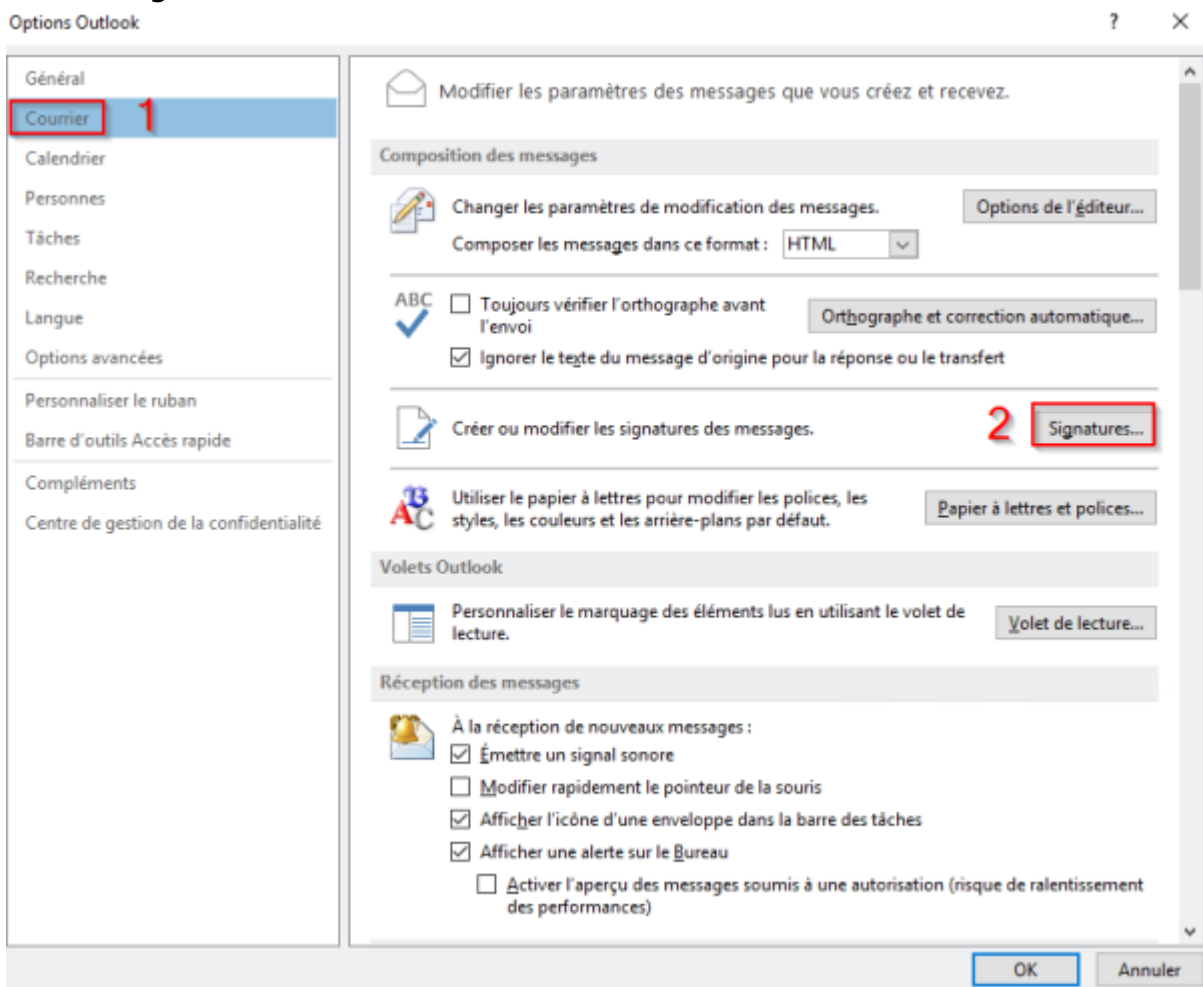 Options Outlook ? ×
Général
Courrier 1
Calendrier
Personnes
Tâches
Recherche
Langue
Options avancées
Personnaliser le ruban
Barre d'outils Accès rapide
Compléments
Centre de gestion de la confidentialité
Modifier les paramètres des messages que vous créez et recevez.
Composition des messages
Changer les paramètres de modification des messages. Options de l'éditeur...
Composer les messages dans ce format : HTML
ABC
Toujours vérifier l'orthographe avant
l'envoi
Orthographe et correction automatique...
Ignorer le texte du message d'origine pour la réponse ou le transfert
Créer ou modifier les signatures des messages. 2 Signatures...
Utiliser le papier à lettres pour modifier les polices, les
styles, les couleurs et les arrière-plans par défaut.
Papier à lettres et polices...
Volets Outlook
Personnaliser le marquage des éléments lus en utilisant le volet de
lecture.
Volet de lecture...
Réception des messages
À la réception de nouveaux messages :
Émettre un signal sonore
Modifier rapidement le pointeur de la souris
Afficher l'icône d'une enveloppe dans la barre des tâches
Afficher une alerte sur le Bureau
Activer l'aperçu des messages soumis à une autorisation (risque de ralentissement
des performances)
OK Annuler